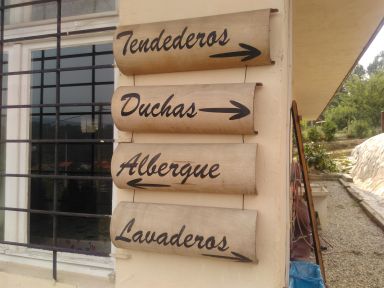 Tendederos
Duchas
Albergue
Lavaderos